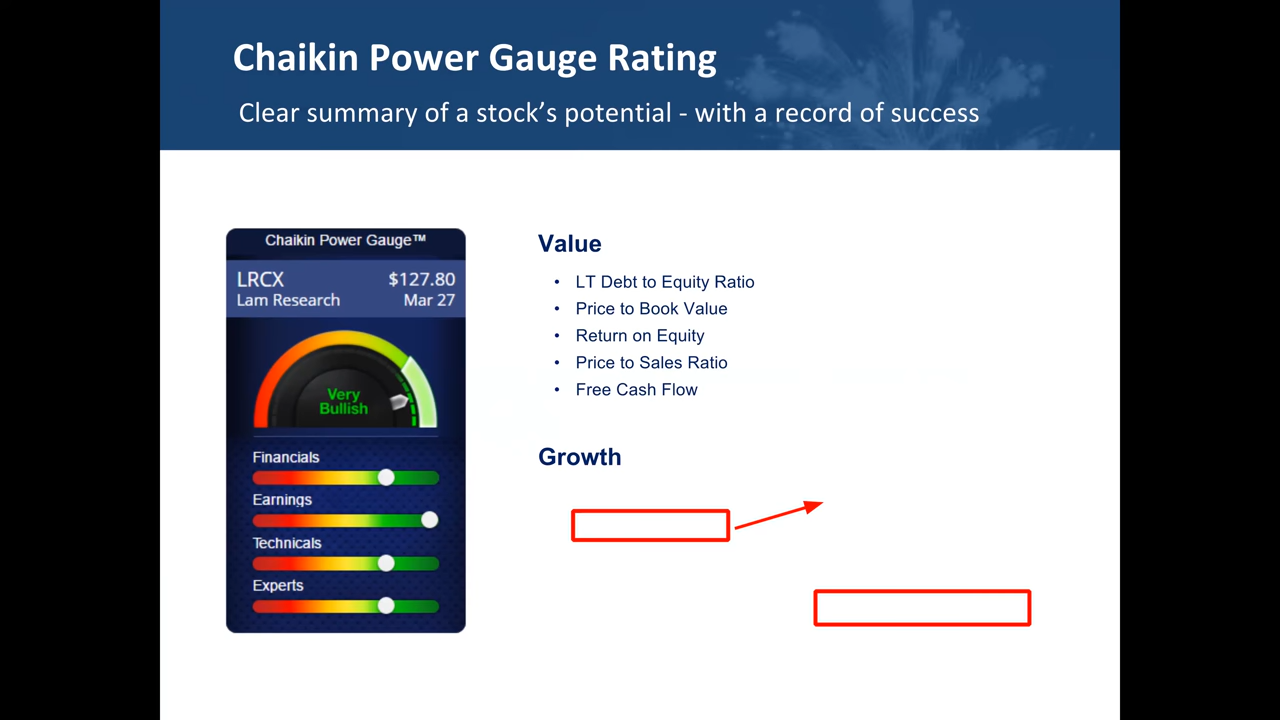 Chaikin Power Gauge Rating
Clear summary of a stock’s potential - with a record of success
Chaikin Power Gauge™
LRCX $127.80
Lam Research Mar 27
Very
Bullish
Financials
Earnings
Technicals
Experts
Value
• LT Debt to Equity Ratio
• Price to Book Value
• Return on Equity
• Price to Sales Ratio
• Free Cash Flow
Growth